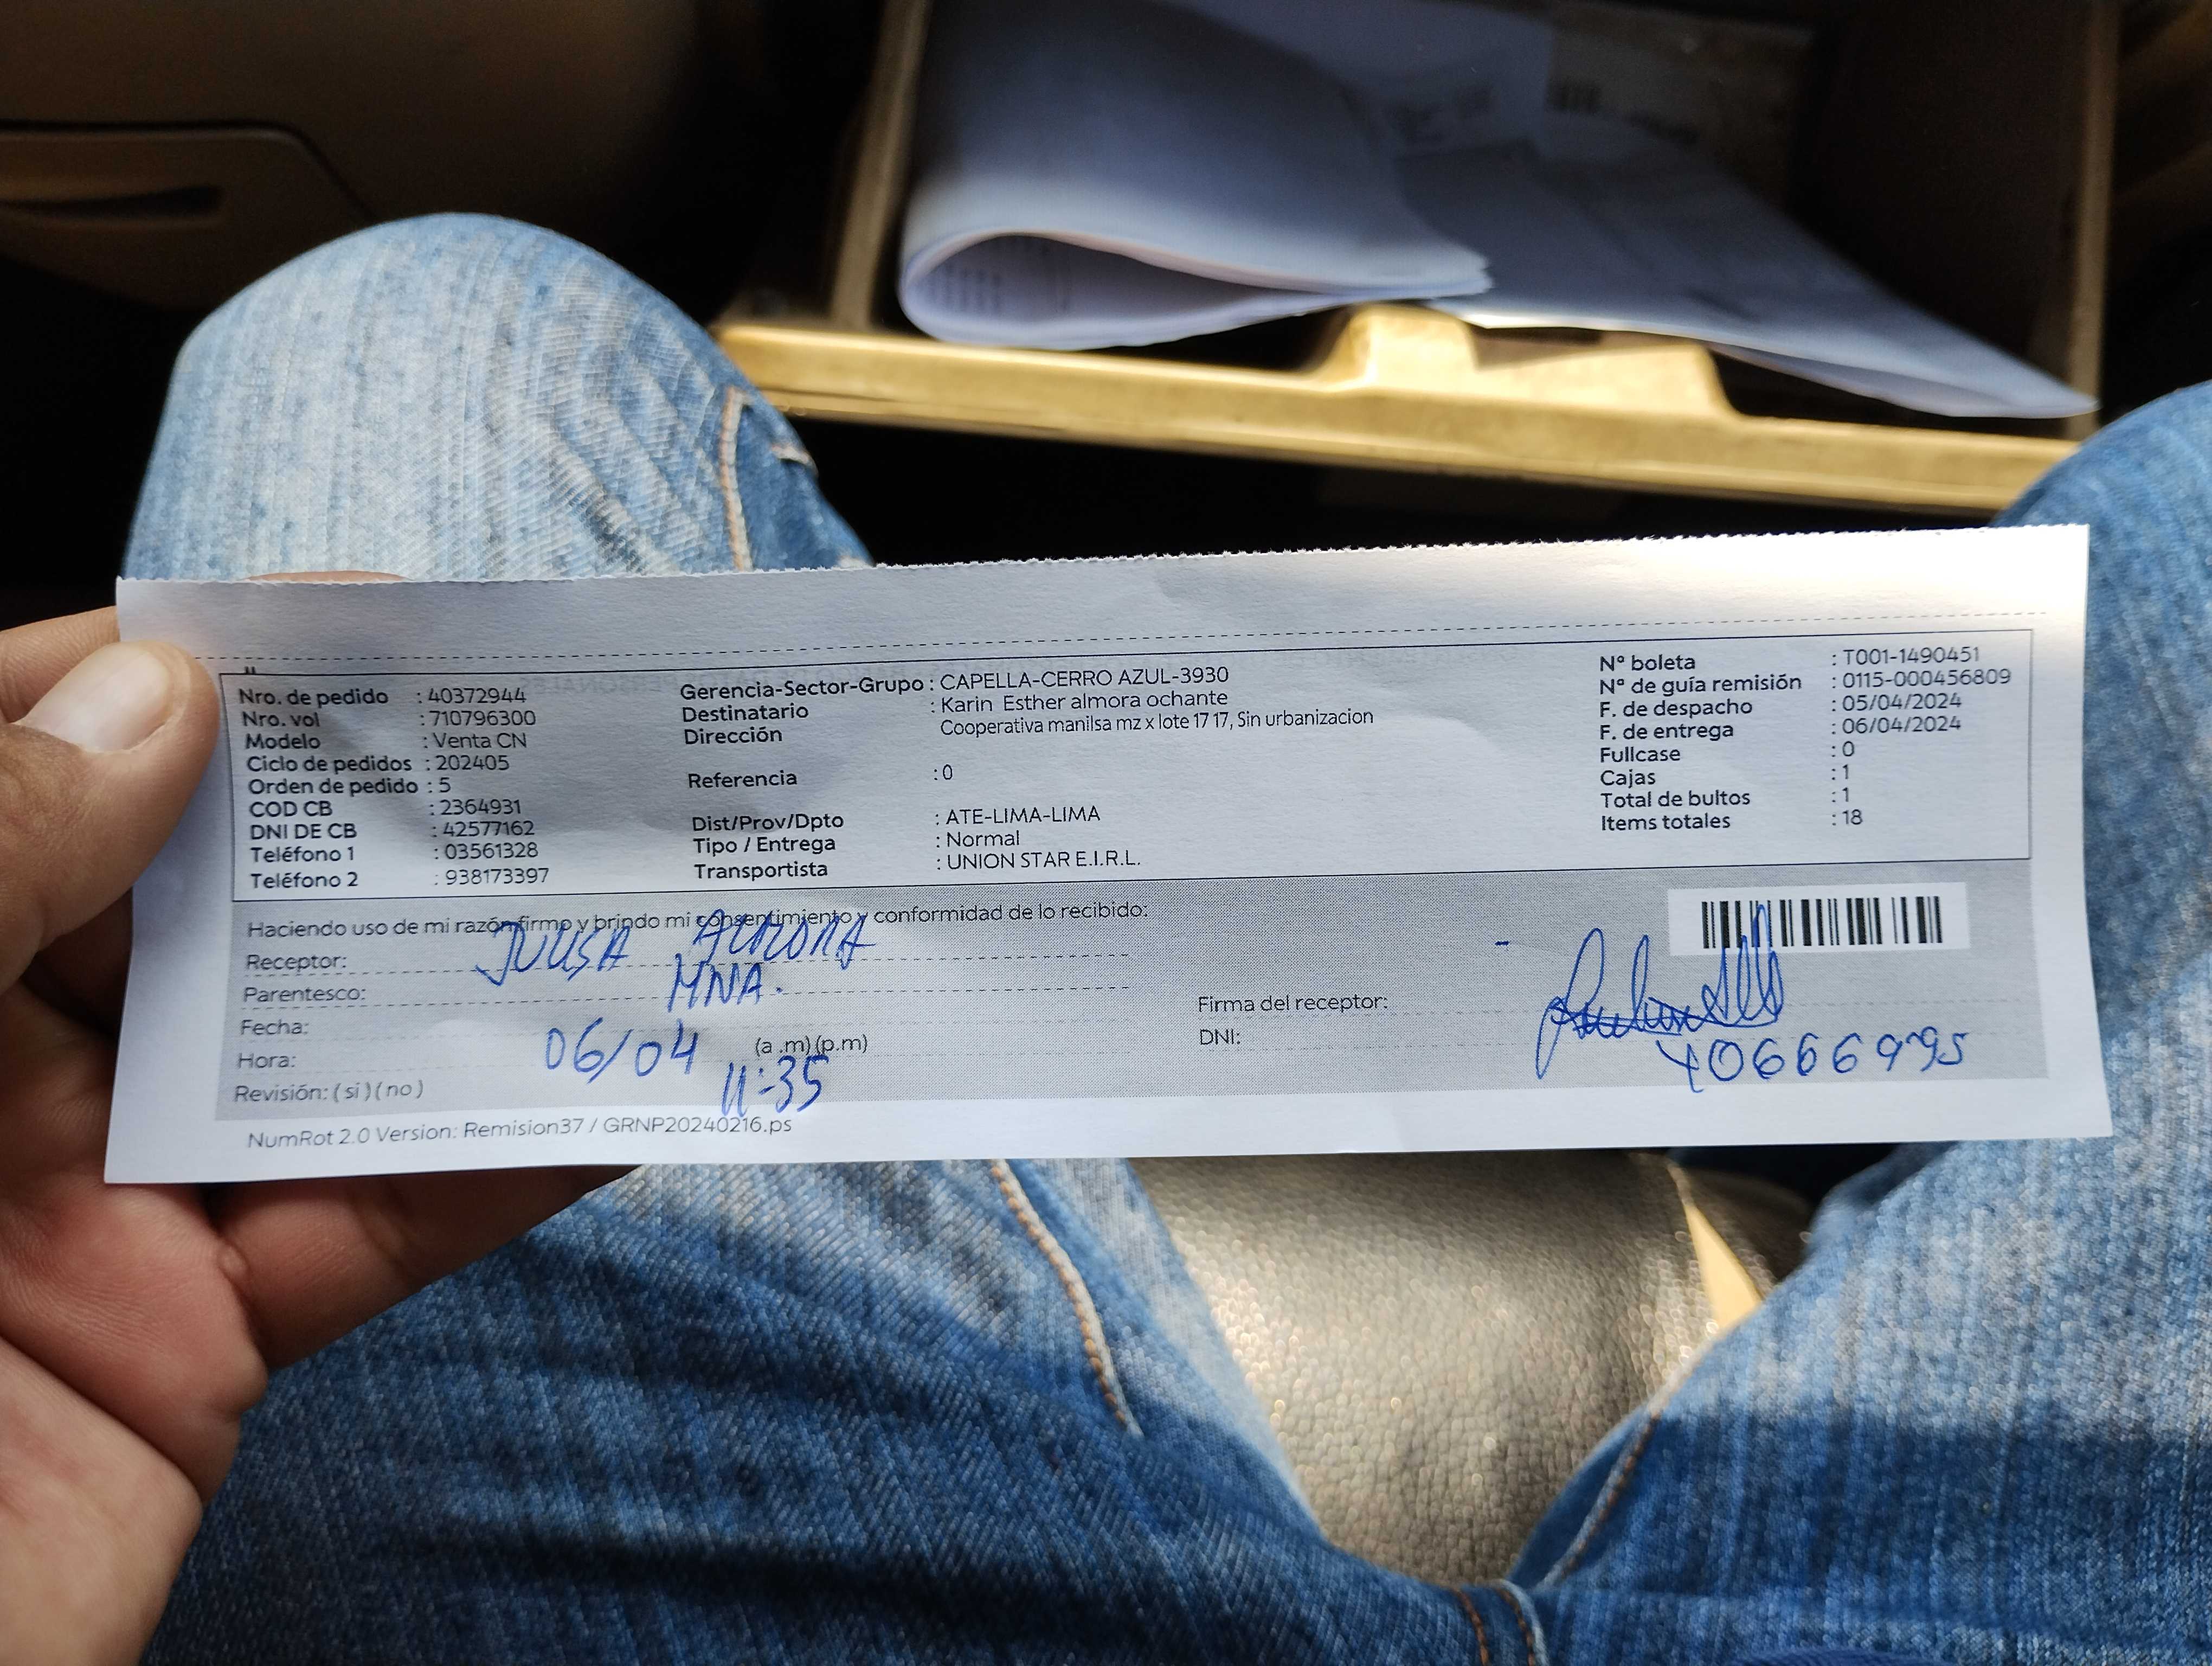 Nro. de pedido : 40372944
Nro. vol : 710796300
Modelo : Venta CN
Ciclo de pedidos : 202405
Orden de pedido : 5
COD CB : 2364931
DNI DE CB : 42577162
Teléfono 1 : 03561328
Teléfono 2 : 938173397
Gerencia-Sector-Grupo : CAPELLA-CERRO AZUL-3930
Destinatario : Karin Esther almora ochante
Dirección Cooperativa manilsa mz x lote 17 17, Sin urbanizacion
Referencia : 0
Dist/Prov/Dpto : ATE-LIMA-LIMA
Tipo / Entrega : Normal
Transportista : UNION STAR E.I.R.L.
Nº boleta : T001-1490451
Nº de guía remisión : 0115-000456809
F. de despacho : 05/04/2024
F. de entrega : 06/04/2024
Fullcase : 0
Cajas : 1
Total de bultos : 1
Items totales : 18
Haciendo uso de mi razón firmo y brindo mi consentimiento y conformidad de lo recibido:
Receptor: ALMORA
Parentesco: HNA.
Fecha: 06/04
Hora: (a .m) (p.m) 11:35
Revisión: ( si ) ( no )
Firma del receptor:
DNI: 40666995
NumRot 2.0 Version: Remision37 / GRNP20240216.ps